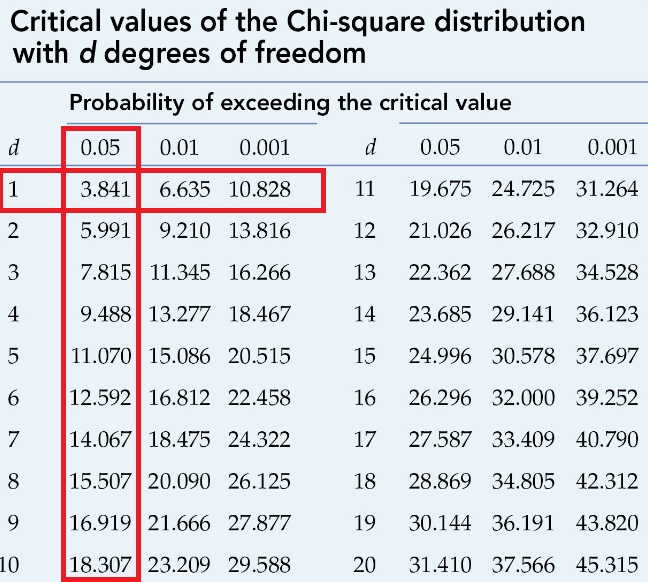 Critical values of the Chi-square distribution
with d degrees of freedom
Probability of exceeding the critical value
d 0.05 0.01 0.001 d 0.05 0.01 0.001
1 3.841 6.635 10.828 11 19.675 24.725 31.264
2 5.991 9.210 13.816 12 21.026 26.217 32.910
3 7.815 11.345 16.266 13 22.362 27.688 34.528
4 9.488 13.277 18.467 14 23.685 29.141 36.123
5 11.070 15.086 20.515 15 24.996 30.578 37.697
6 12.592 16.812 22.458 16 26.296 32.000 39.252
7 14.067 18.475 24.322 17 27.587 33.409 40.790
8 15.507 20.090 26.125 18 28.869 34.805 42.312
9 16.919 21.666 27.877 19 30.144 36.191 43.820
10 18.307 23.209 29.588 20 31.410 37.566 45.315